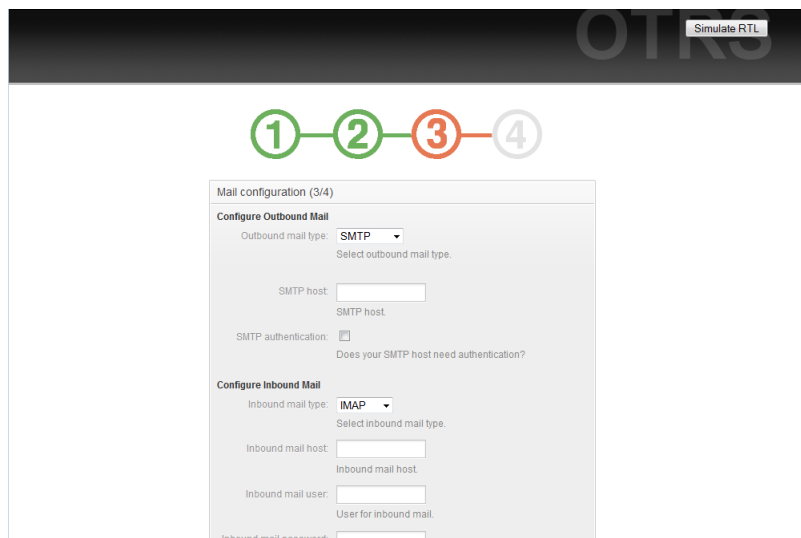 OTRS
Simulate RTL
1 2 3 4
Mail configuration (3/4)
Configure Outbound Mail
Outbound mail type: SMTP
Select outbound mail type.
SMTP host:
SMTP host.
SMTP authentication:
Does your SMTP host need authentication?
Configure Inbound Mail
Inbound mail type: IMAP
Select inbound mail type.
Inbound mail host:
Inbound mail host.
Inbound mail user:
User for inbound mail.
Inbound mail password: